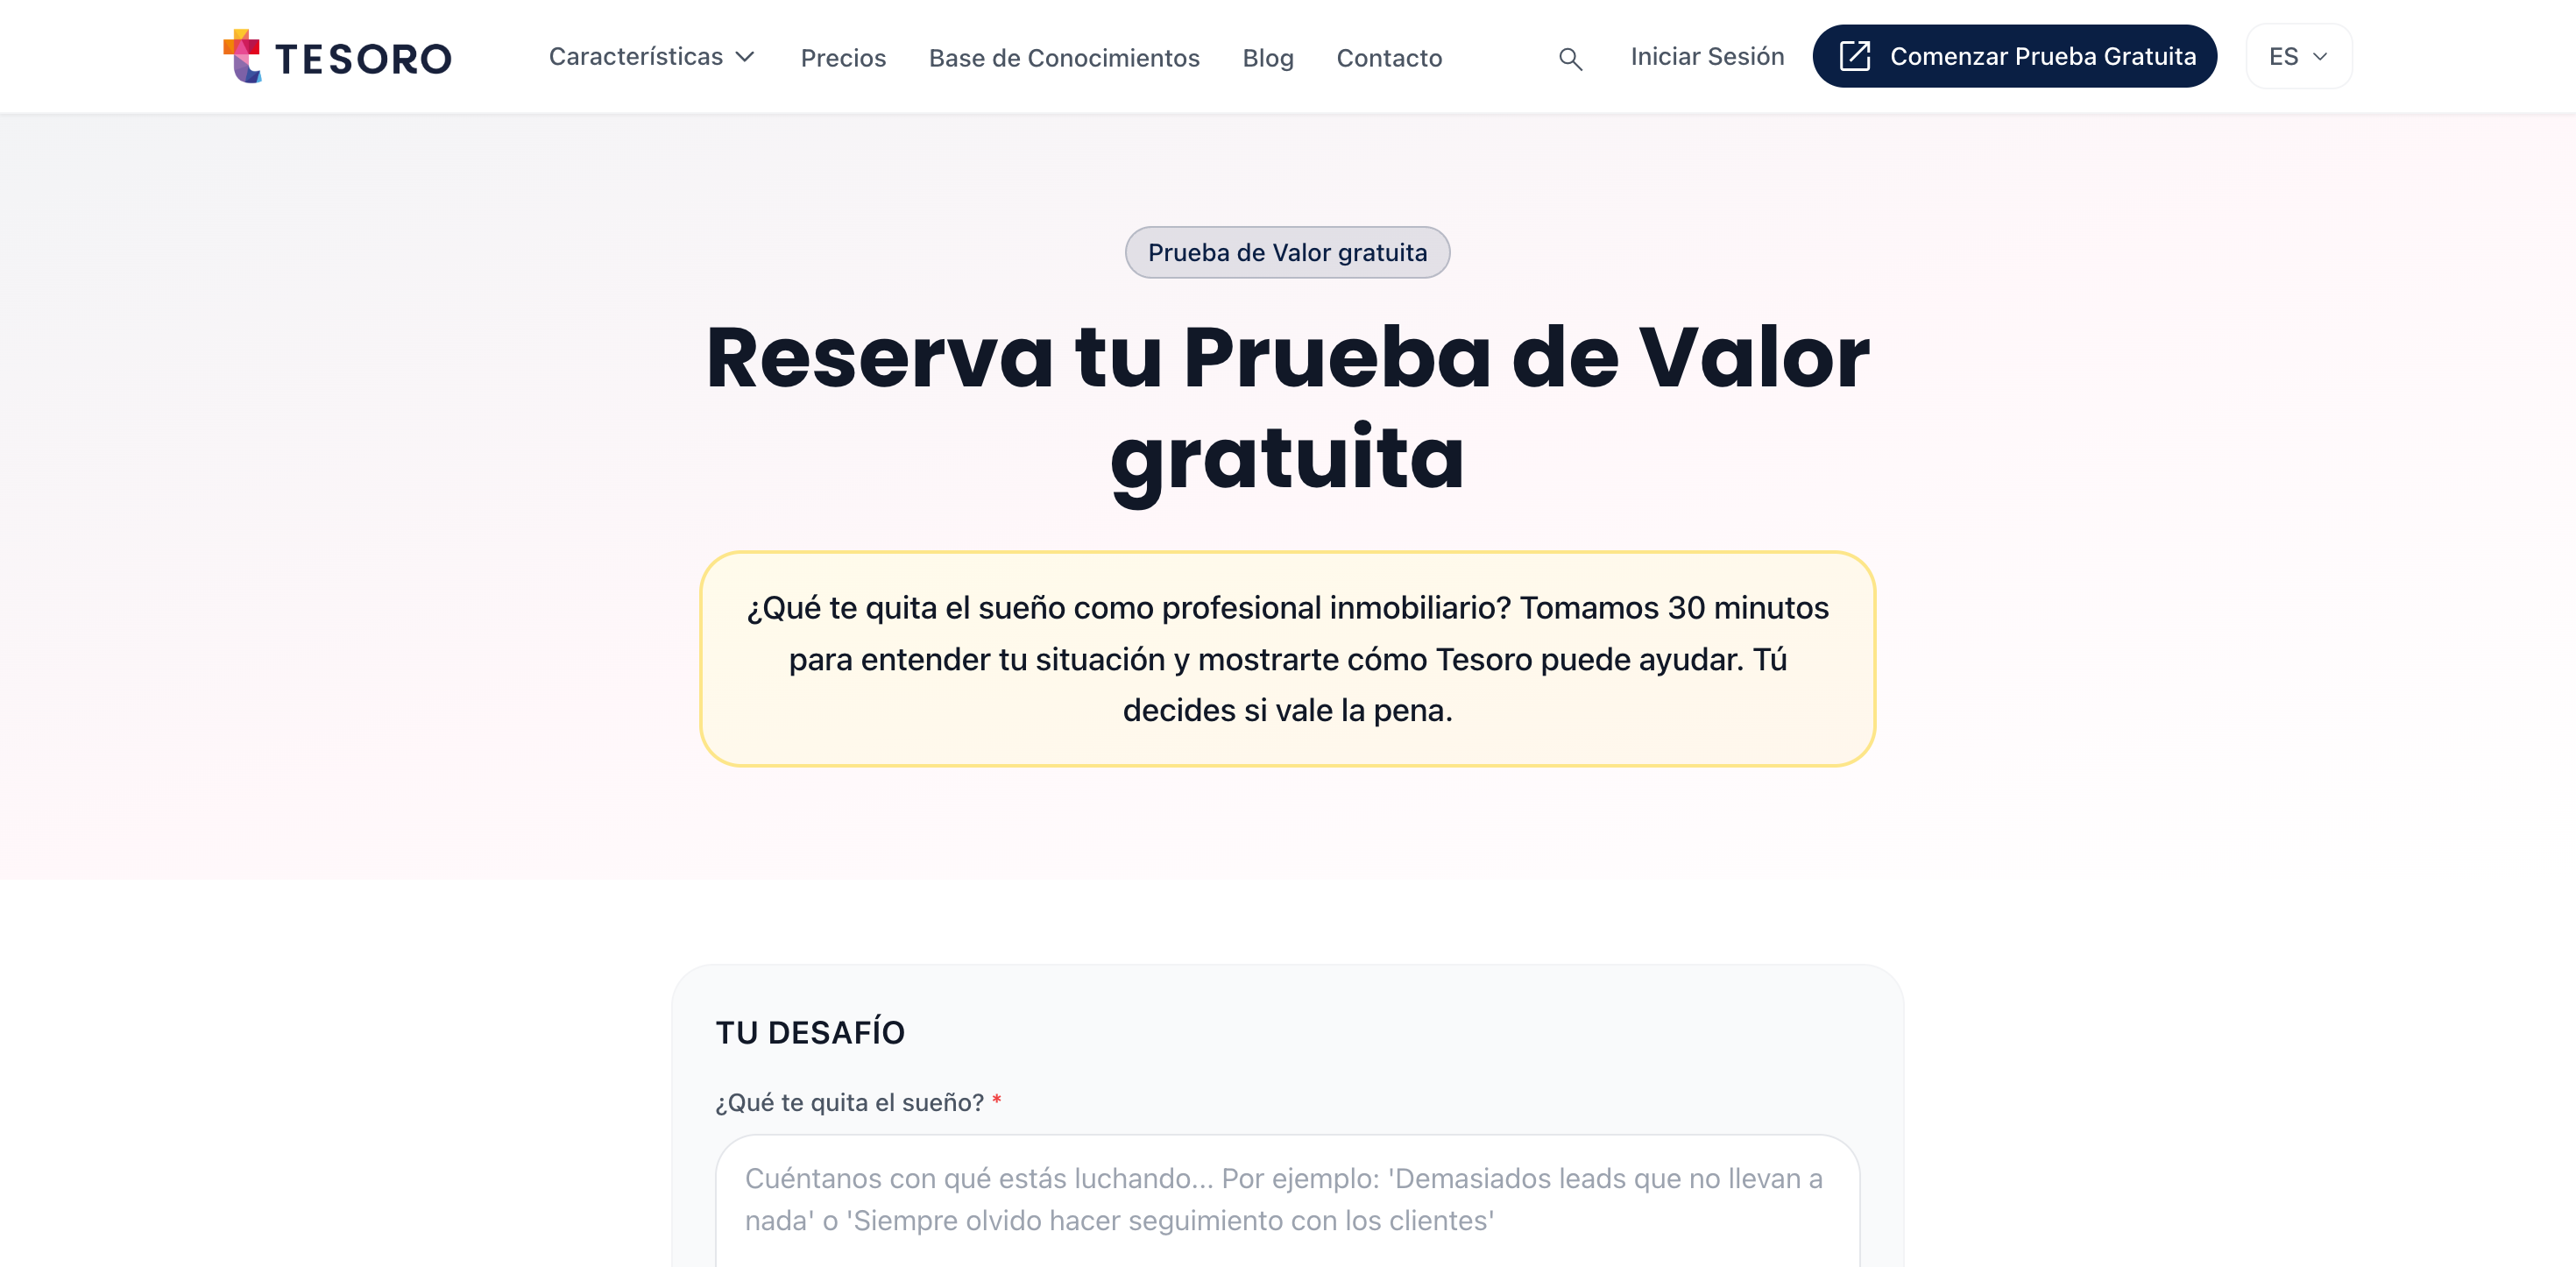 TESORO
Características
Precios
Base de Conocimientos
Blog
Contacto
Iniciar Sesión
Comenzar Prueba Gratuita
ES
Prueba de Valor gratuita
Reserva tu Prueba de Valor
gratuita
¿Qué te quita el sueño como profesional inmobiliario? Tomamos 30 minutos
para entender tu situación y mostrarte cómo Tesoro puede ayudar. Tú
decides si vale la pena.
TU DESAFÍO
¿Qué te quita el sueño? *
Cuéntanos con qué estás luchando... Por ejemplo: 'Demasiados leads que no llevan a
nada' o 'Siempre olvido hacer seguimiento con los clientes'